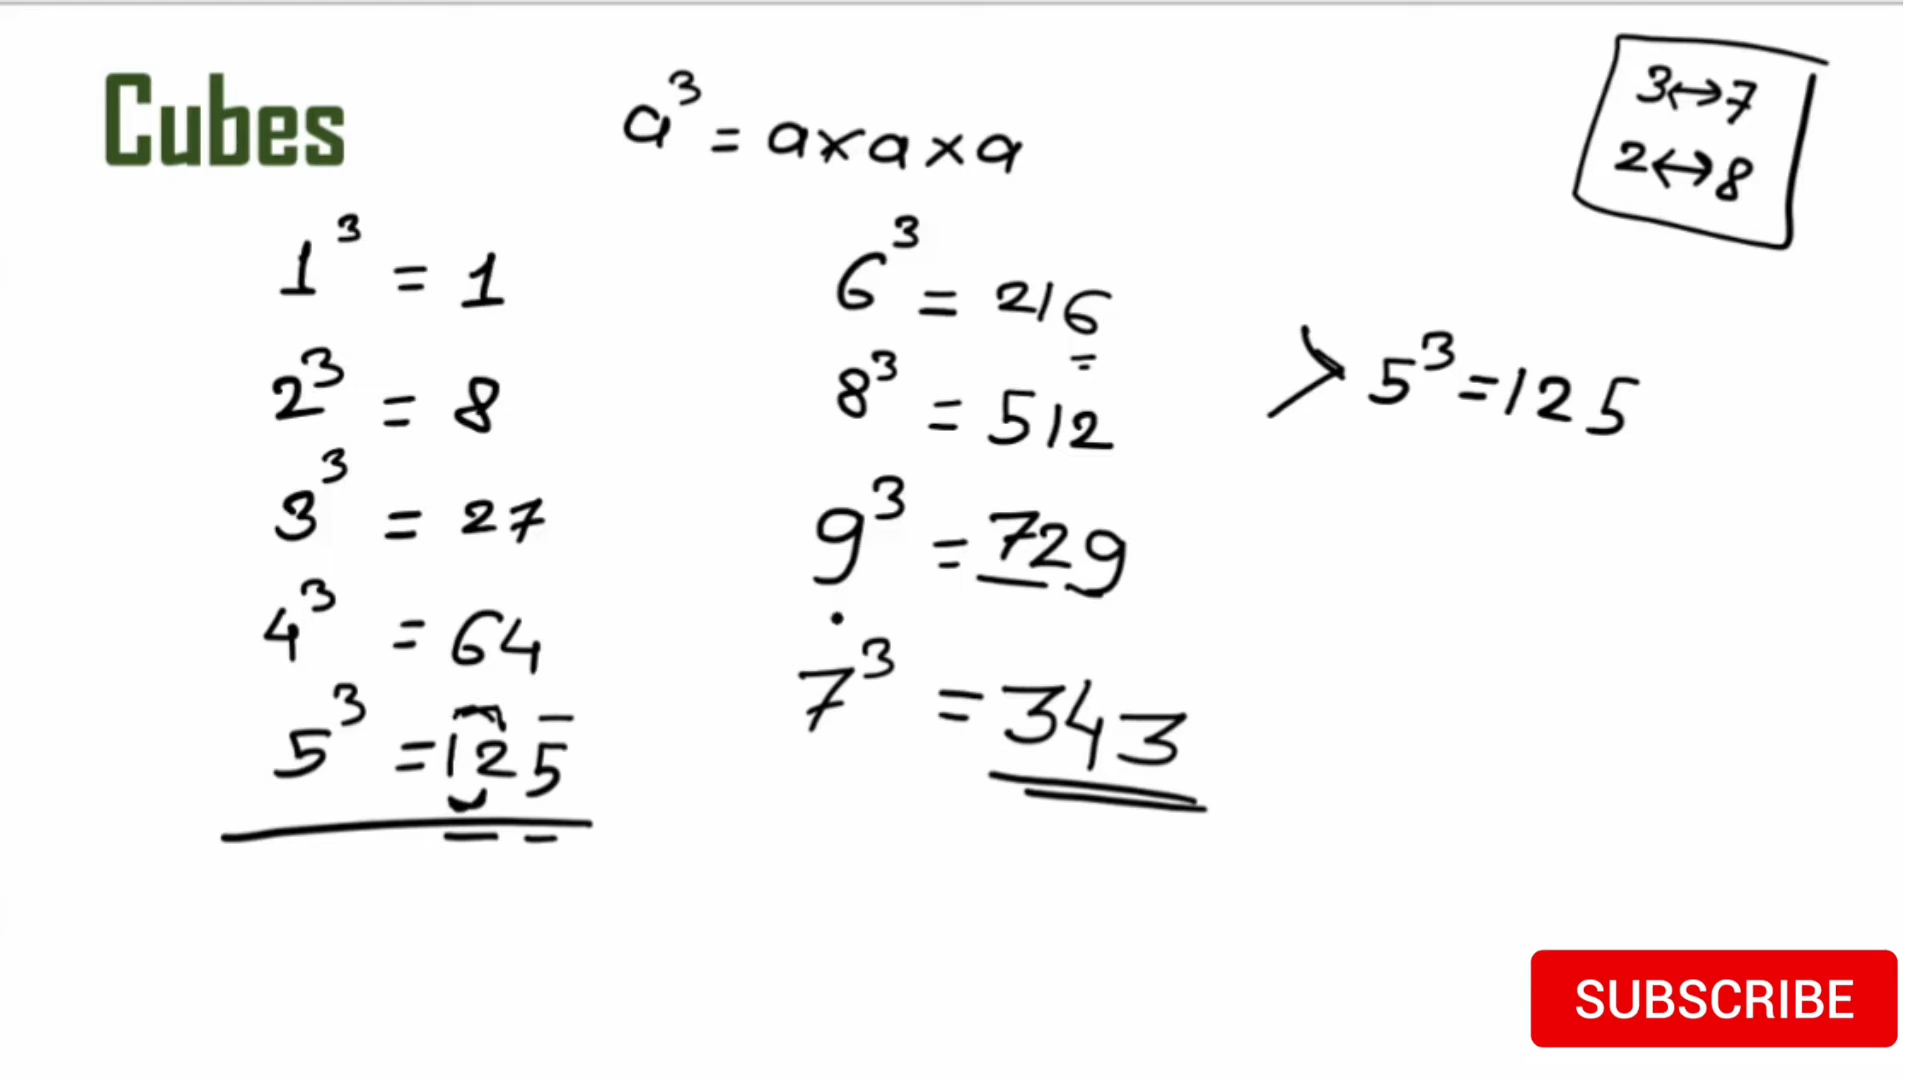 Cubes
a³ = a×a×a
3↔7
2↔8
1³ = 1
2³ = 8
3³ = 27
4³ = 64
5³ = 125
6³ = 216
8³ = 512
9³ = 729
7³ = 343
> 5³ = 125
SUBSCRIBE